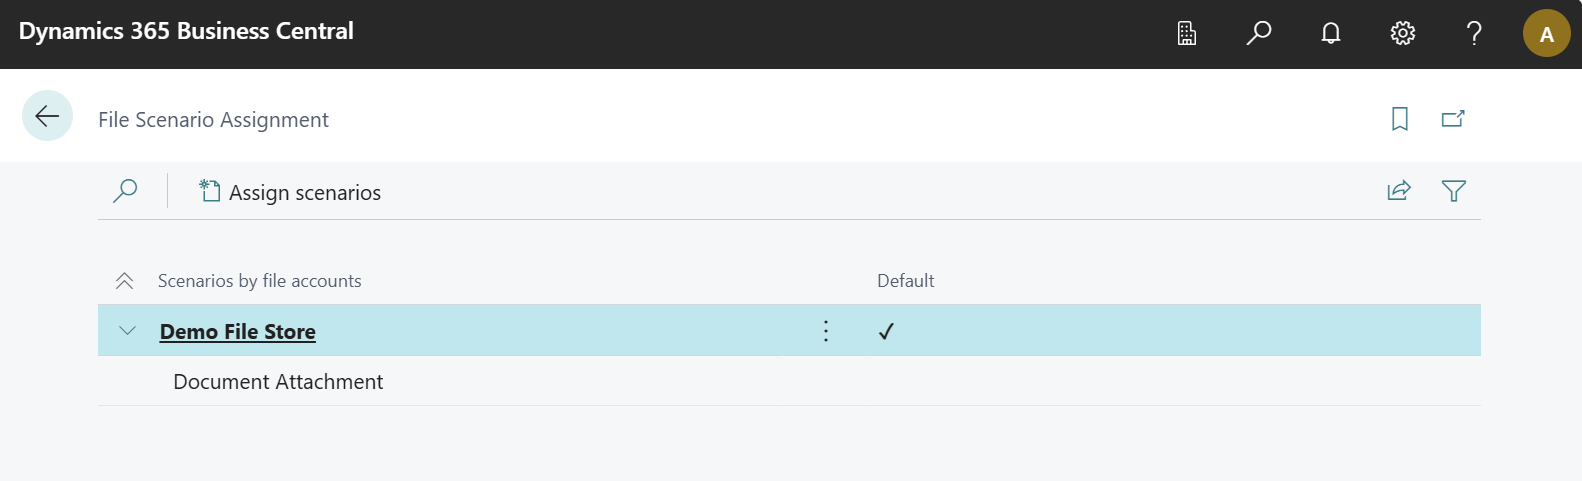 Dynamics 365 Business Central
A
File Scenario Assignment
Assign scenarios
Scenarios by file accounts Default
Demo File Store
Document Attachment